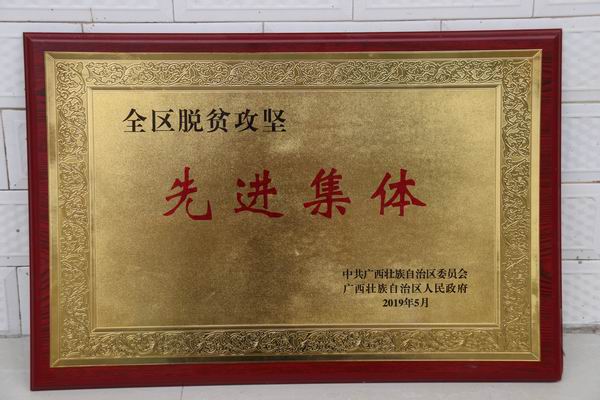 全区脱贫攻坚
先进集体
中共广西壮族自治区委员会
广西壮族自治区人民政府
2019年5月